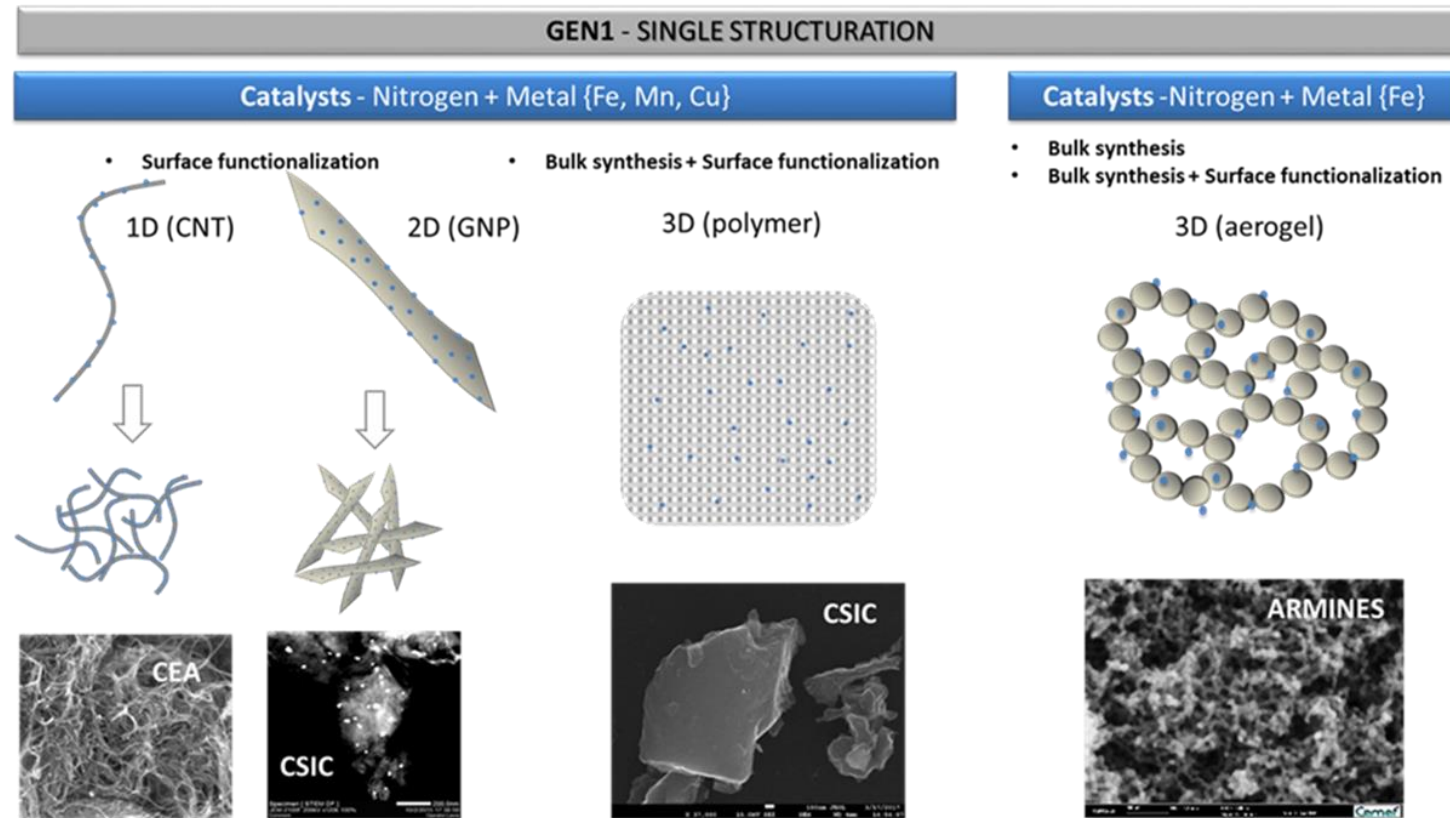 GEN1 - SINGLE STRUCTURATION
Catalysts - Nitrogen + Metal {Fe, Mn, Cu}
Catalysts -Nitrogen + Metal {Fe}
• Surface functionalization
• Bulk synthesis + Surface functionalization
• Bulk synthesis
• Bulk synthesis + Surface functionalization
1D (CNT)
2D (GNP)
3D (polymer)
3D (aerogel)
CEA
CSIC
CSIC
ARMINES
Cemef